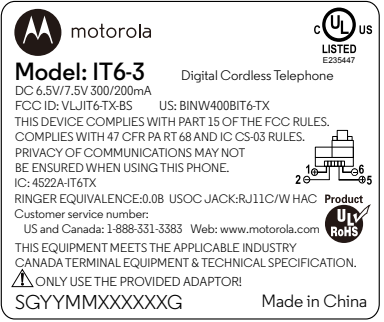 motorola
C UL US
LISTED
E235447
Model: IT6-3 Digital Cordless Telephone
DC 6.5V/7.5V 300/200mA
FCC ID: VLJIT6-TX-BS US: BINW400BIT6-TX
THIS DEVICE COMPLIES WITH PART 15 OF THE FCC RULES.
COMPLIES WITH 47 CFR PA RT 68 AND IC CS-03 RULES.
PRIVACY OF COMMUNICATIONS MAY NOT
BE ENSURED WHEN USING THIS PHONE.
1 6
2 5
IC: 4522A-IT6TX
RINGER EQUIVALENCE:0.0B USOC JACK:RJ11C/W HAC
Product
UL
RoHS
Customer service number:
US and Canada: 1-888-331-3383 Web: www.motorola.com
THIS EQUIPMENT MEETS THE APPLICABLE INDUSTRY
CANADA TERMINAL EQUIPMENT & TECHNICAL SPECIFICATION.
ONLY USE THE PROVIDED ADAPTOR!
SGYYMMXXXXXXG Made in China